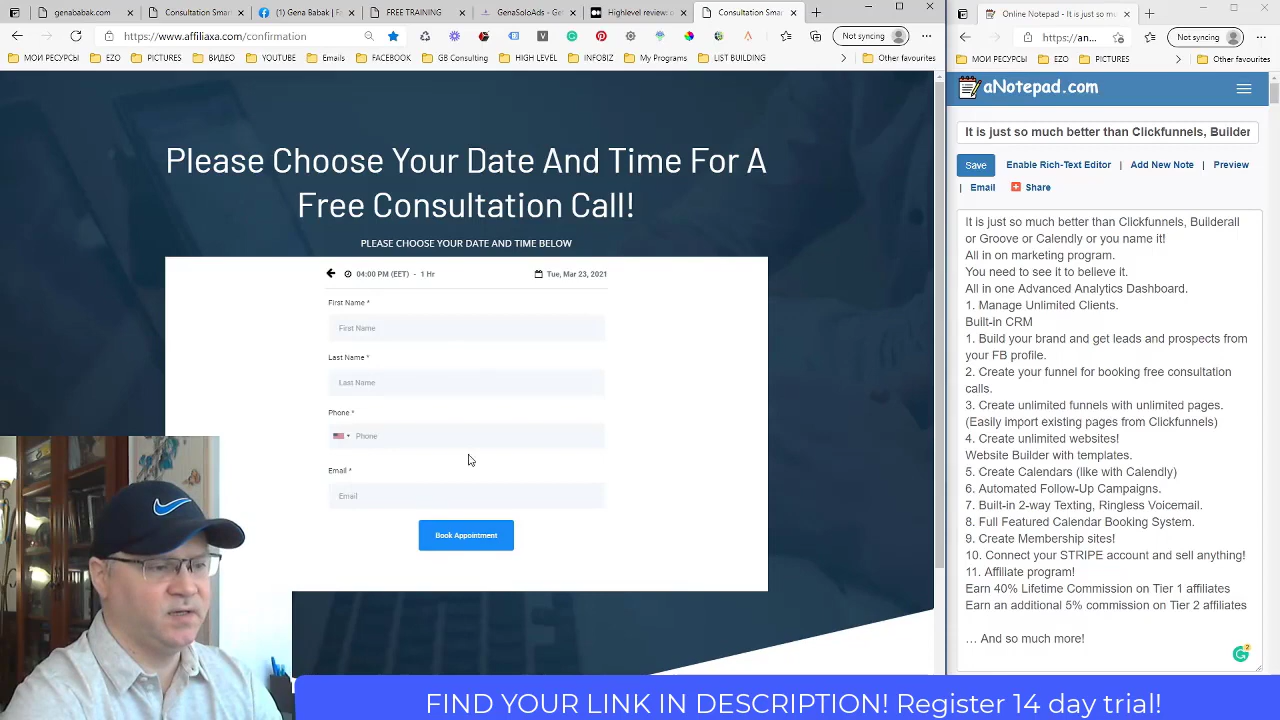 genababak.com
Consultation Smar
Gena Babak | Fa
FREE TRAINING
GenaSoloAds - Ge
Highlevel review:
Consultation Smar
Online Notepad - It is just so mu
https://www.affiliaxa.com/confirmation
Not syncing
https://an...
Not syncing
МОИ РЕСУРСЫ
EZO
PICTURES
ВИДЕО
YOUTUBE
Emails
FACEBOOK
GB Consulting
HIGH LEVEL
INFOBIZ
My Programs
LIST BUILDING
Other favourites
МОИ РЕСУРСЫ
EZO
PICTURES
Other favourites
Please Choose Your Date And Time For A
Free Consultation Call!
PLEASE CHOOSE YOUR DATE AND TIME BELOW
04:00 PM (EET) - 1 Hr
Tue, Mar 23, 2021
First Name *
First Name
Last Name *
Last Name
Phone *
Phone
Email *
Email
Book Appointment
aNotepad.com
It is just so much better than Clickfunnels, Builder
Save
Enable Rich-Text Editor | Add New Note | Preview
| Email Share
It is just so much better than Clickfunnels, Builderall
or Groove or Calendly or you name it!
All in on marketing program.
You need to see it to believe it.
All in one Advanced Analytics Dashboard.
1. Manage Unlimited Clients.
Built-in CRM
1. Build your brand and get leads and prospects from
your FB profile.
2. Create your funnel for booking free consultation
calls.
3. Create unlimited funnels with unlimited pages.
(Easily import existing pages from Clickfunnels)
4. Create unlimited websites!
Website Builder with templates.
5. Create Calendars (like with Calendly)
6. Automated Follow-Up Campaigns.
7. Built-in 2-way Texting, Ringless Voicemail.
8. Full Featured Calendar Booking System.
9. Create Membership sites!
10. Connect your STRIPE account and sell anything!
11. Affiliate program!
Earn 40% Lifetime Commission on Tier 1 affiliates
Earn an additional 5% commission on Tier 2 affiliates
… And so much more!
2
FIND YOUR LINK IN DESCRIPTION! Register 14 day trial!